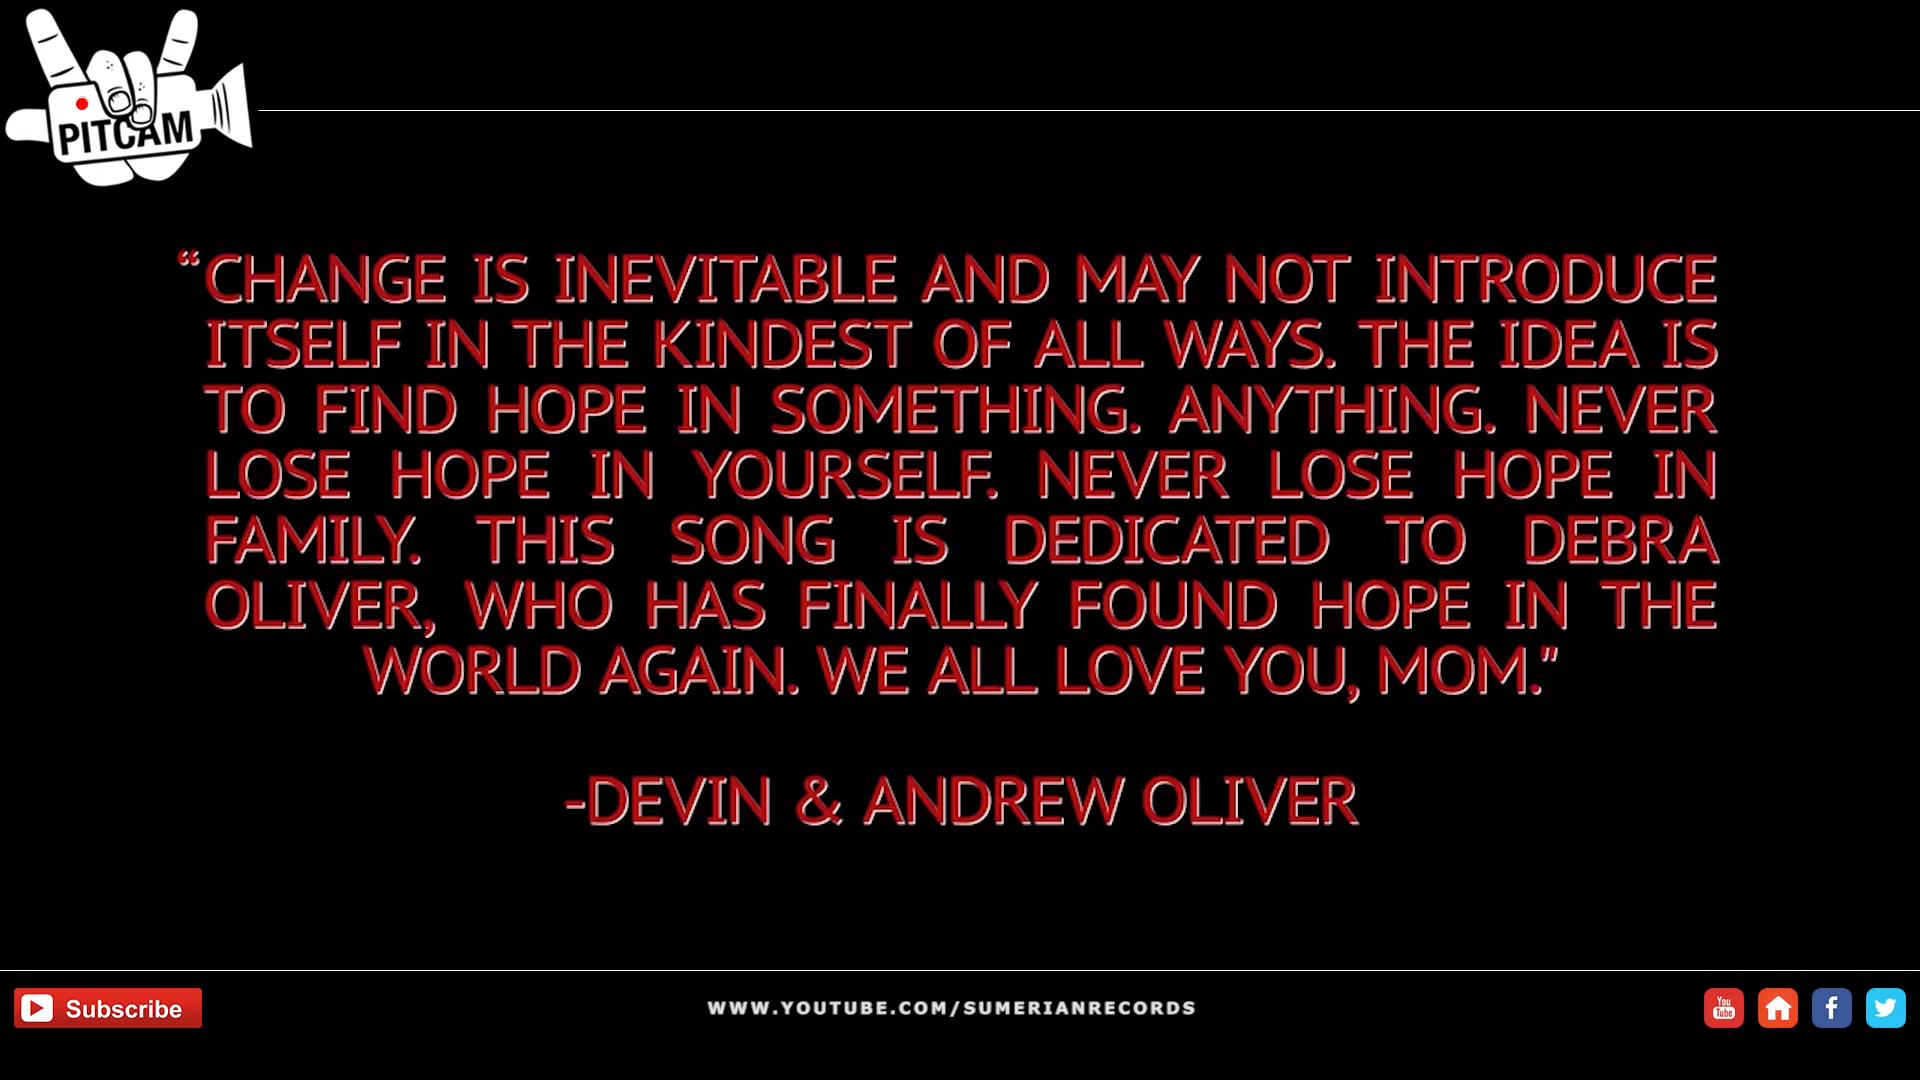 PITCAM
“CHANGE IS INEVITABLE AND MAY NOT INTRODUCE
ITSELF IN THE KINDEST OF ALL WAYS. THE IDEA IS
TO FIND HOPE IN SOMETHING. ANYTHING. NEVER
LOSE HOPE IN YOURSELF. NEVER LOSE HOPE IN
FAMILY. THIS SONG IS DEDICATED TO DEBRA
OLIVER, WHO HAS FINALLY FOUND HOPE IN THE
WORLD AGAIN. WE ALL LOVE YOU, MOM."
-DEVIN & ANDREW OLIVER
Subscribe
WWW.YOUTUBE.COM/SUMERIANRECORDS
You
Tube